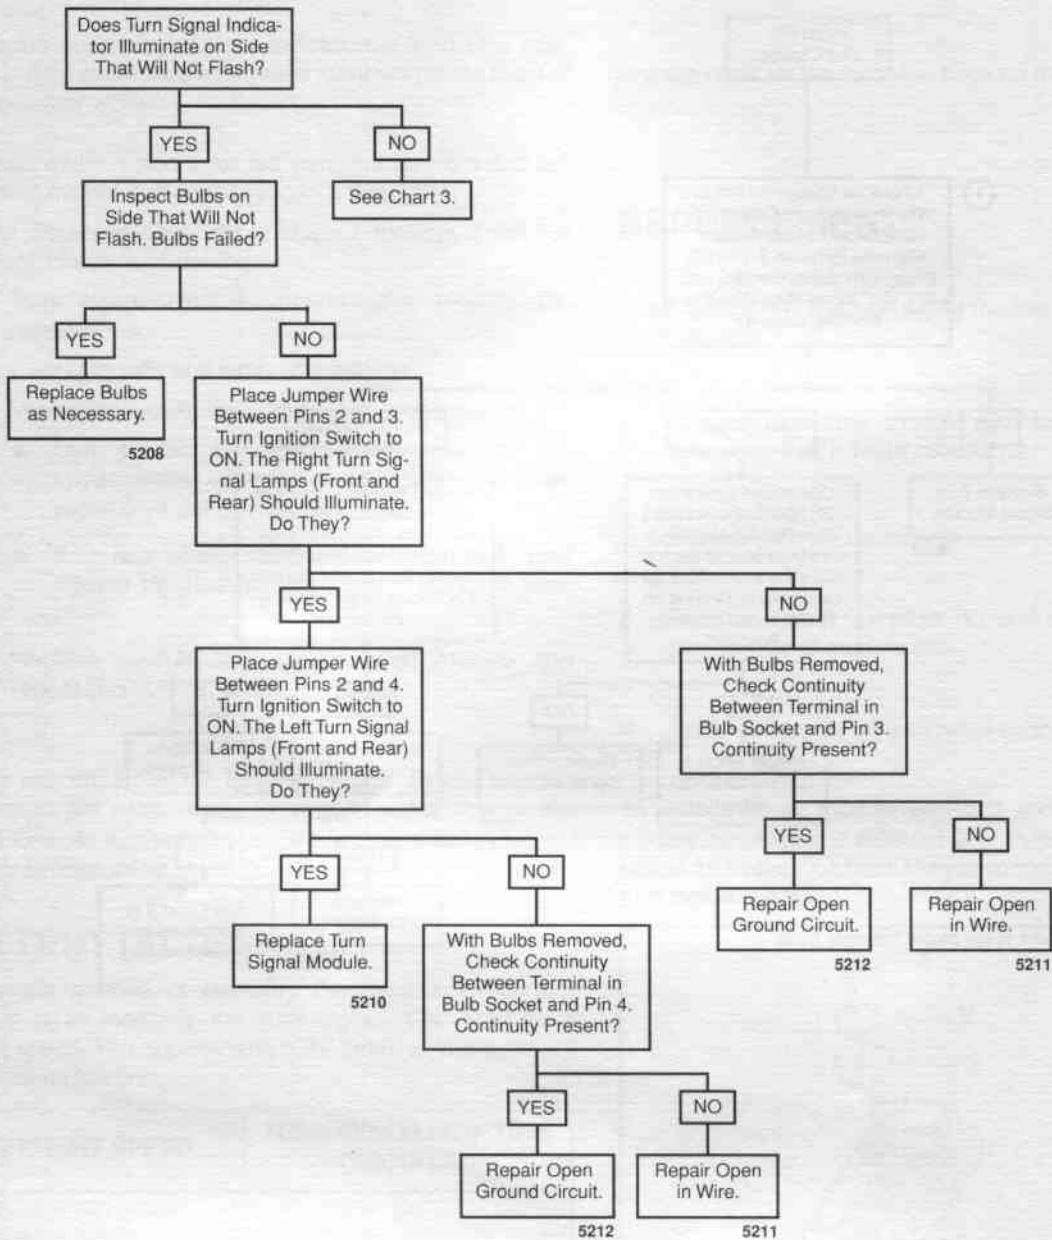 Does Turn Signal Indica-
tor Illuminate on Side
That Will Not Flash?
YES
NO
Inspect Bulbs on
Side That Will Not
Flash. Bulbs Failed?
See Chart 3.
YES
NO
Replace Bulbs
as Necessary.
5208
Place Jumper Wire
Between Pins 2 and 3.
Turn Ignition Switch to
ON. The Right Turn Sig-
nal Lamps (Front and
Rear) Should Illuminate.
Do They?
YES
NO
Place Jumper Wire
Between Pins 2 and 4.
Turn Ignition Switch to
ON. The Left Turn Signal
Lamps (Front and Rear)
Should Illuminate.
Do They?
With Bulbs Removed,
Check Continuity
Between Terminal in
Bulb Socket and Pin 3.
Continuity Present?
YES
NO
Repair Open
Ground Circuit.
5212
Repair Open
in Wire.
5211
YES
NO
Replace Turn
Signal Module.
5210
With Bulbs Removed,
Check Continuity
Between Terminal in
Bulb Socket and Pin 4.
Continuity Present?
YES
NO
Repair Open
Ground Circuit.
5212
Repair Open
in Wire.
5211